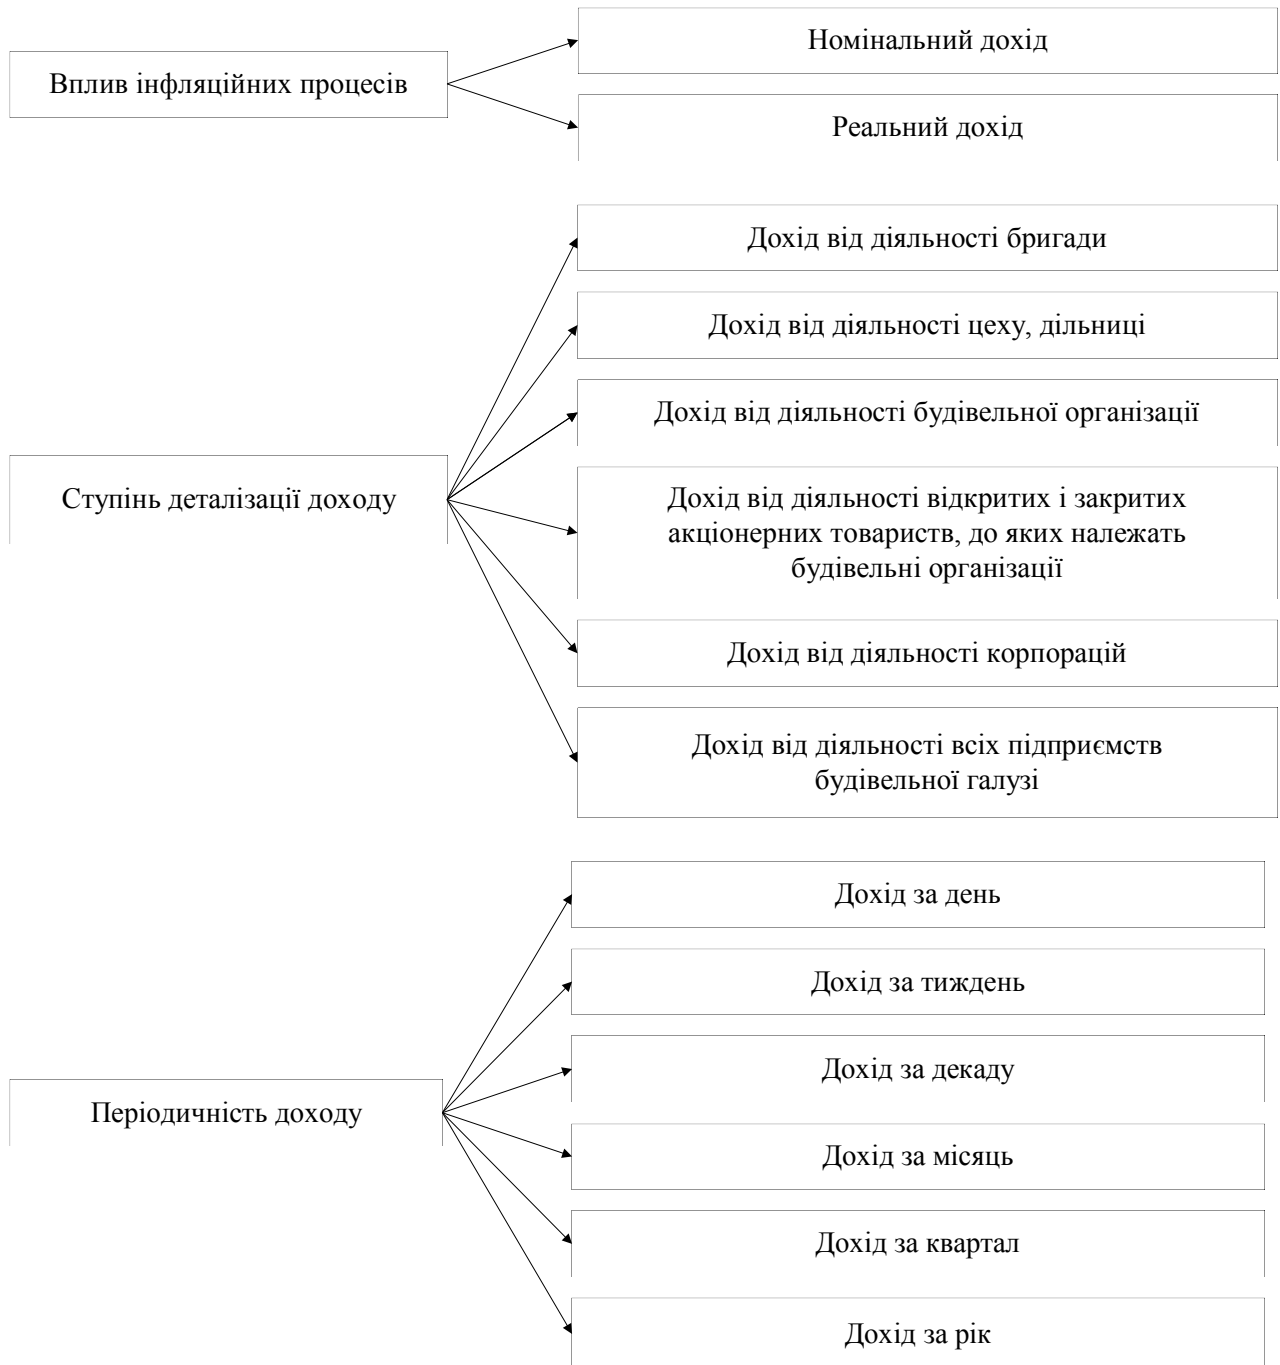 Вплив інфляційних процесів
Номінальний дохід
Реальний дохід
Ступінь деталізації доходу
Дохід від діяльності бригади
Дохід від діяльності цеху, дільниці
Дохід від діяльності будівельної організації
Дохід від діяльності відкритих і закритих
акціонерних товариств, до яких належать
будівельні організації
Дохід від діяльності корпорацій
Дохід від діяльності всіх підприємств
будівельної галузі
Періодичність доходу
Дохід за день
Дохід за тиждень
Дохід за декаду
Дохід за місяць
Дохід за квартал
Дохід за рік